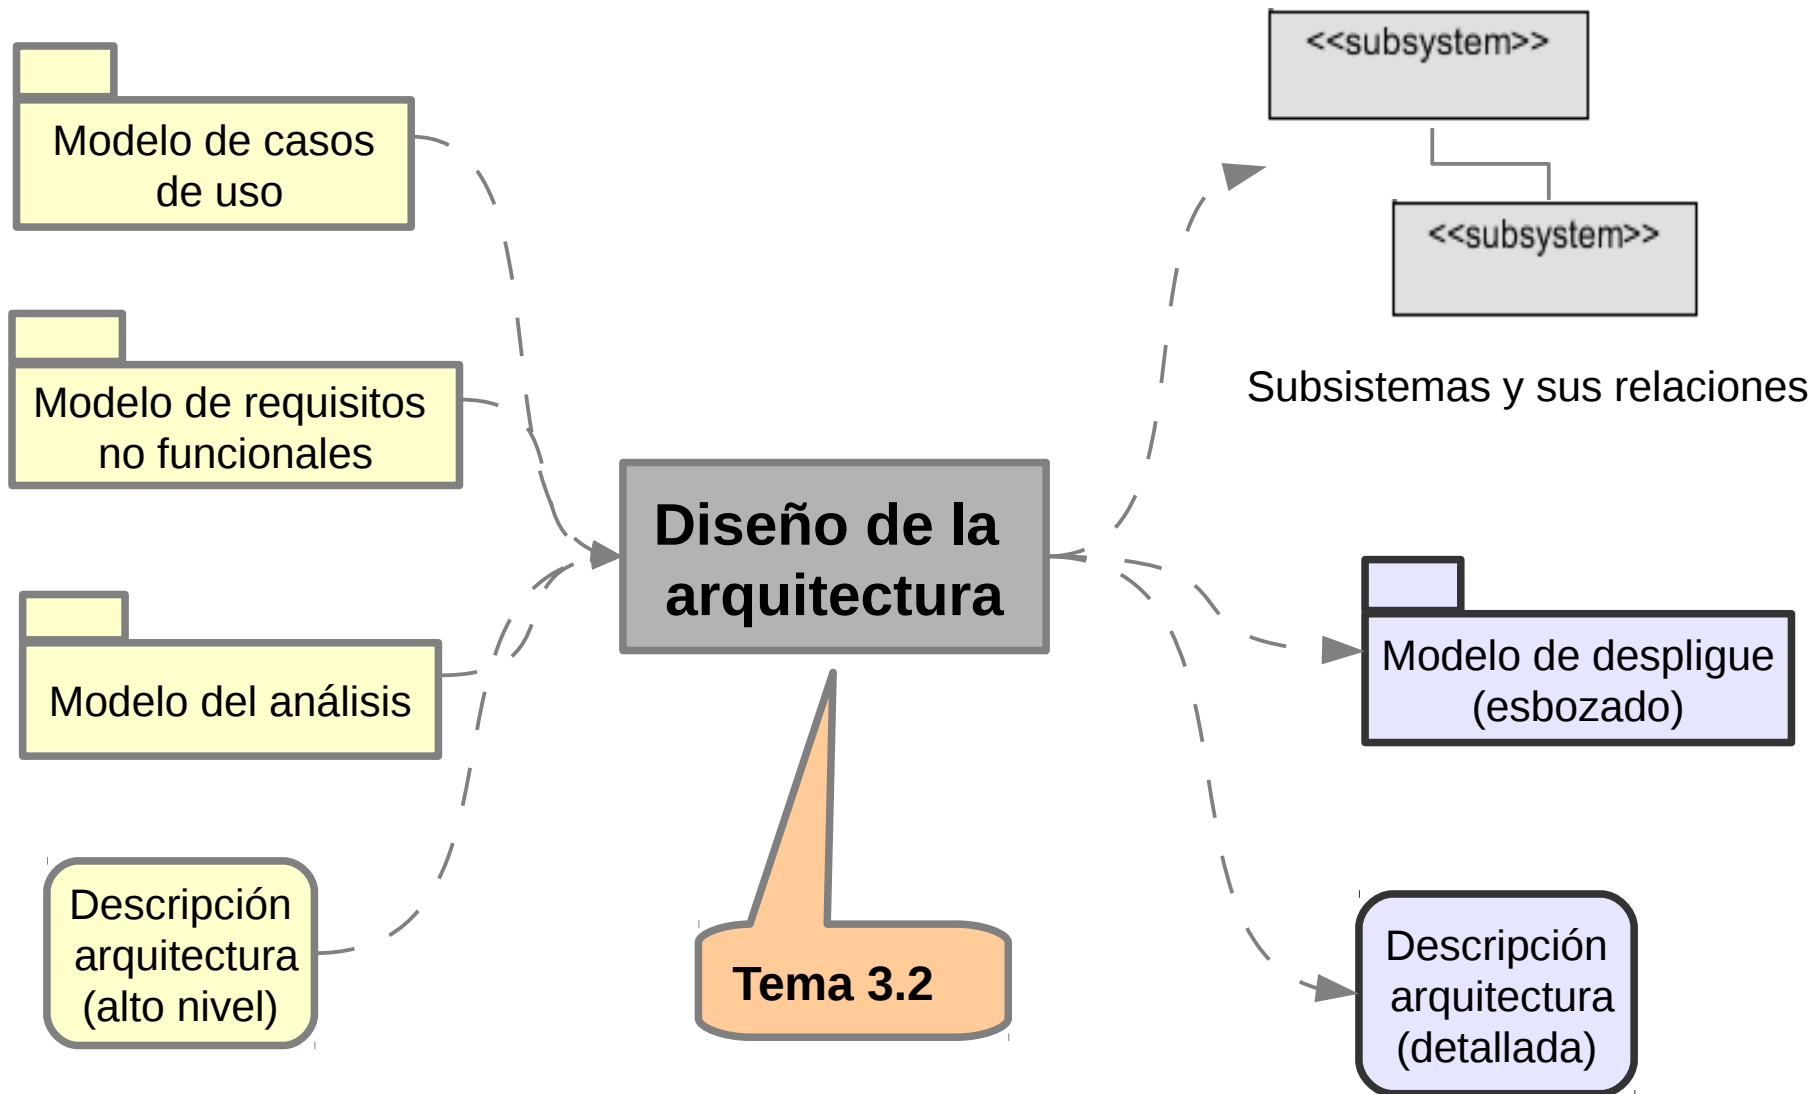 Modelo de casos
de uso
Modelo de requisitos
no funcionales
Modelo del análisis
Descripción
arquitectura
(alto nivel)
Diseño de la
arquitectura
Tema 3.2
<<subsystem>>
<<subsystem>>
Subsistemas y sus relaciones
Modelo de despligue
(esbozado)
Descripción
arquitectura
(detallada)